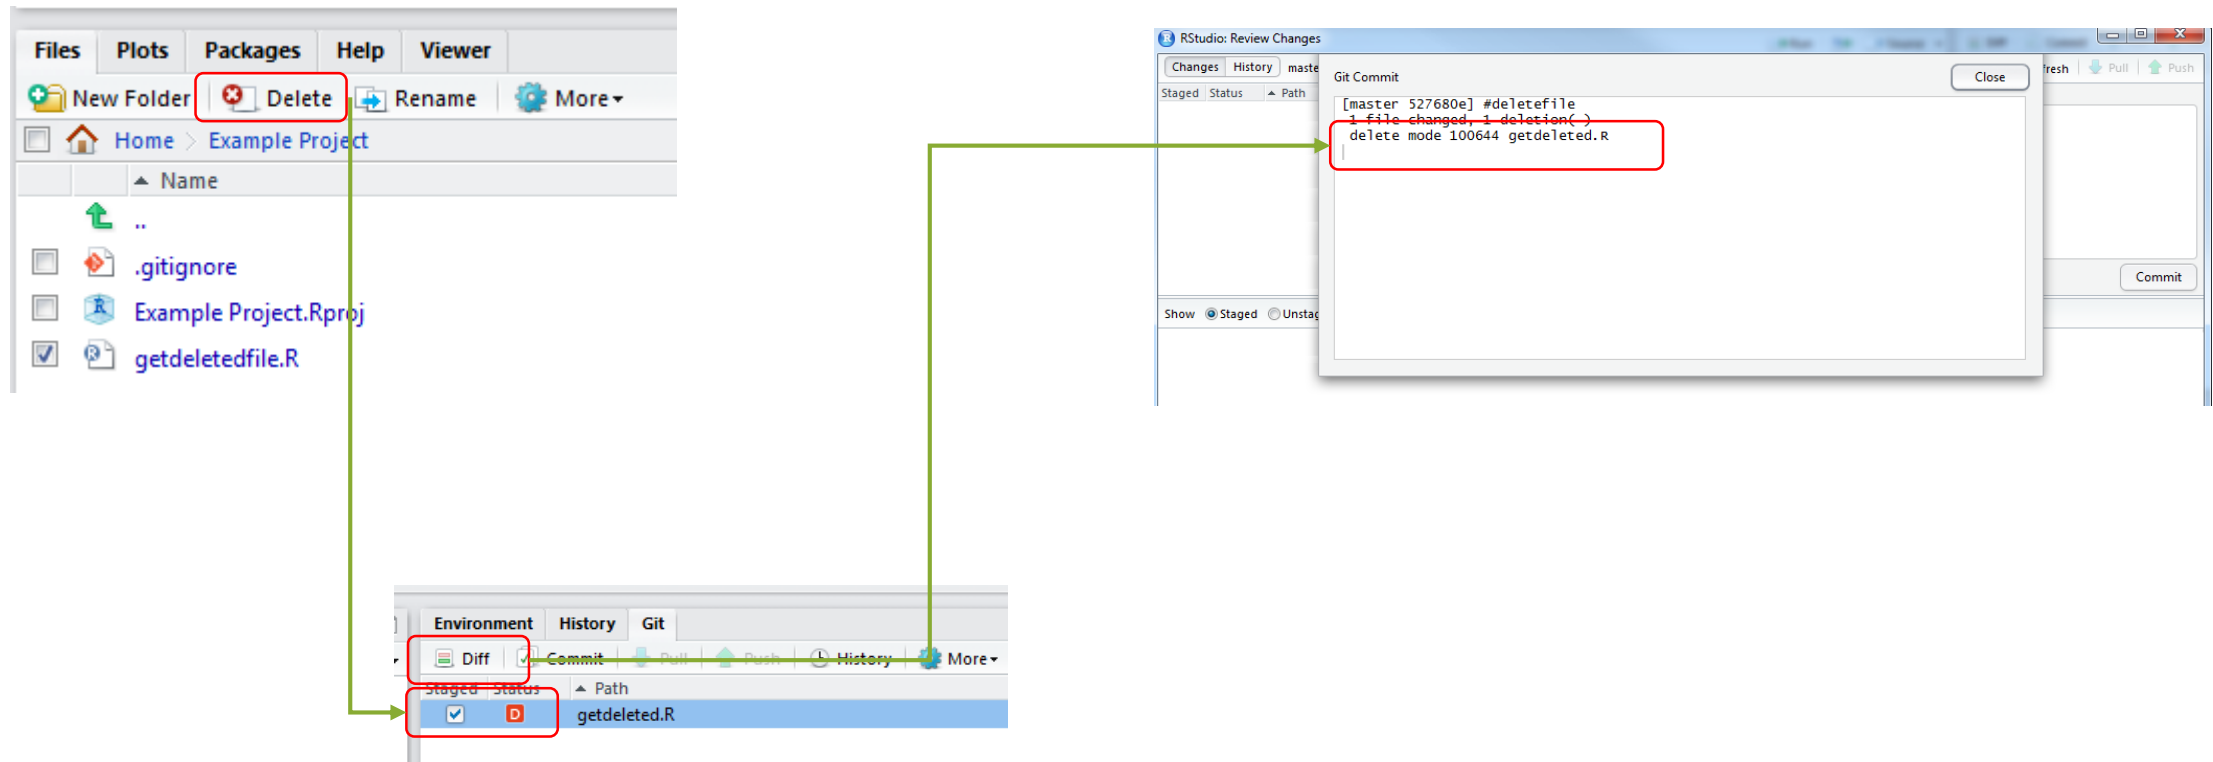 Files Plots Packages Help Viewer
New Folder Delete Rename More
Home Example Project
Name
..
.gitignore
Example Project.Rproj
getdeletedfile.R
RStudio: Review Changes
Changes History maste
fresh Pull Push
Staged Status Path
Git Commit
Close
[master 527680e] #deletefile
1 file changed, 1 deletion(-)
delete mode 100644 getdeleted.R
Commit
Show Staged Unstag
Environment History Git
Diff Commit Pull Push History More
Staged Status Path
D getdeleted.R